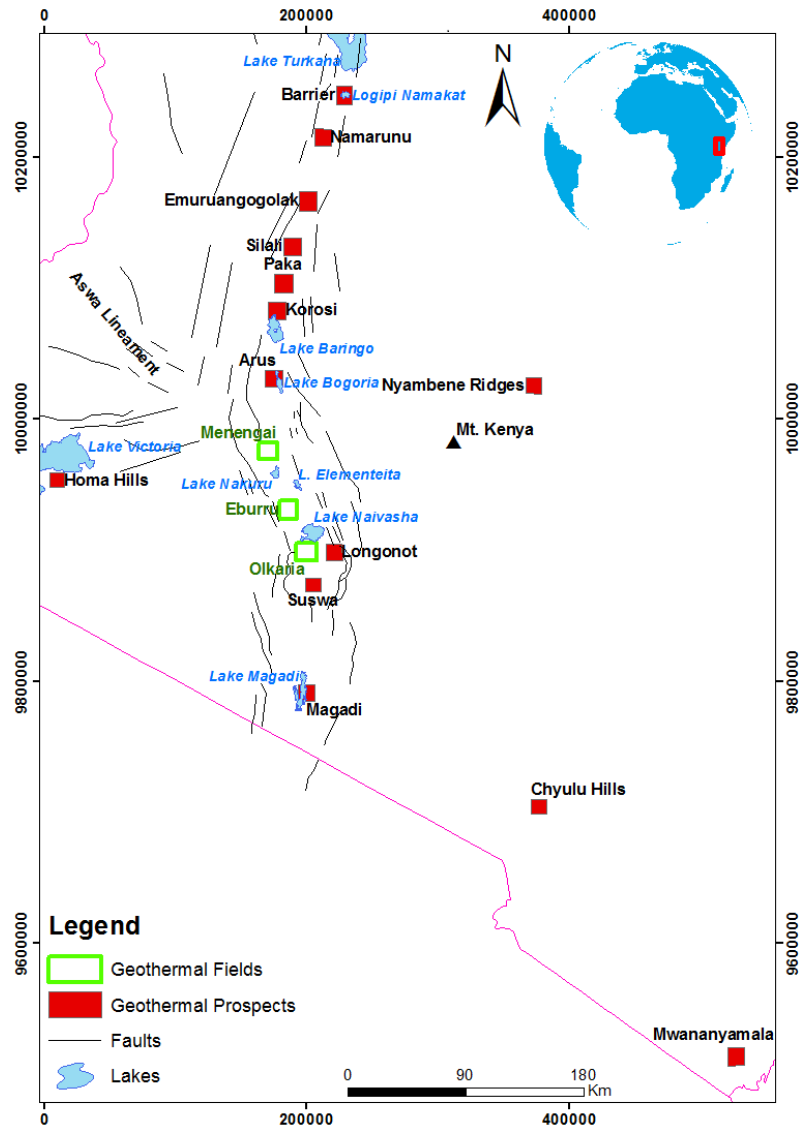 0
200000
400000
N
Lake Turkana
Barrier
Logipi Namakat
Namarunu
10200000
10200000
Emuruangogolak
Silali
Paka
Aswa Lineament
Korosi
Lake Baringo
Arus
Lake Bogoria
Nyambene Ridges
10000000
10000000
Menengai
Mt. Kenya
Lake Victoria
Homa Hills
Lake Nakuru
L. Elementeita
Eburru
Lake Naivasha
Longonot
Olkaria
Suswa
Lake Magadi
9800000
9800000
Magadi
Chyulu Hills
Legend
9600000
9600000
Geothermal Fields
Geothermal Prospects
Faults
Lakes
Mwananyamala
0
90
180
Km
0
200000
400000